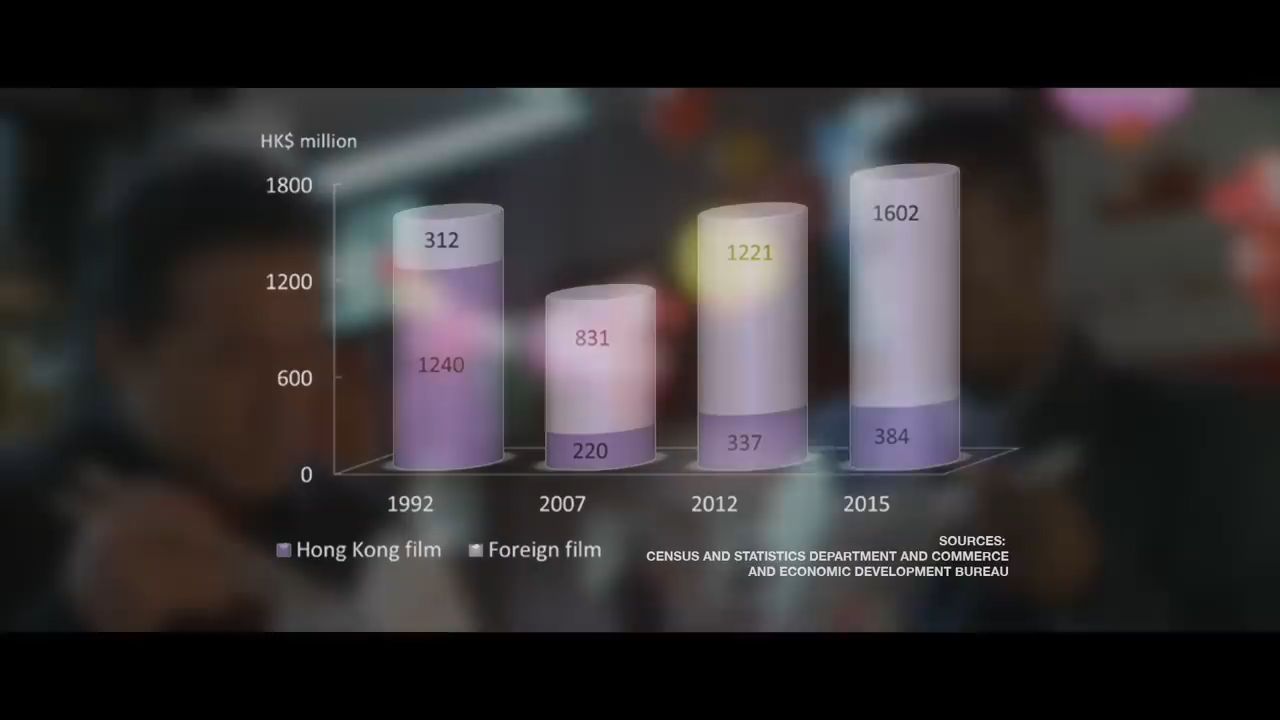 HK$ million
1800
1200
600
0
312
1240
831
220
1221
337
1602
384
1992 2007 2012 2015
Hong Kong film Foreign film
SOURCES:
CENSUS AND STATISTICS DEPARTMENT AND COMMERCE
AND ECONOMIC DEVELOPMENT BUREAU